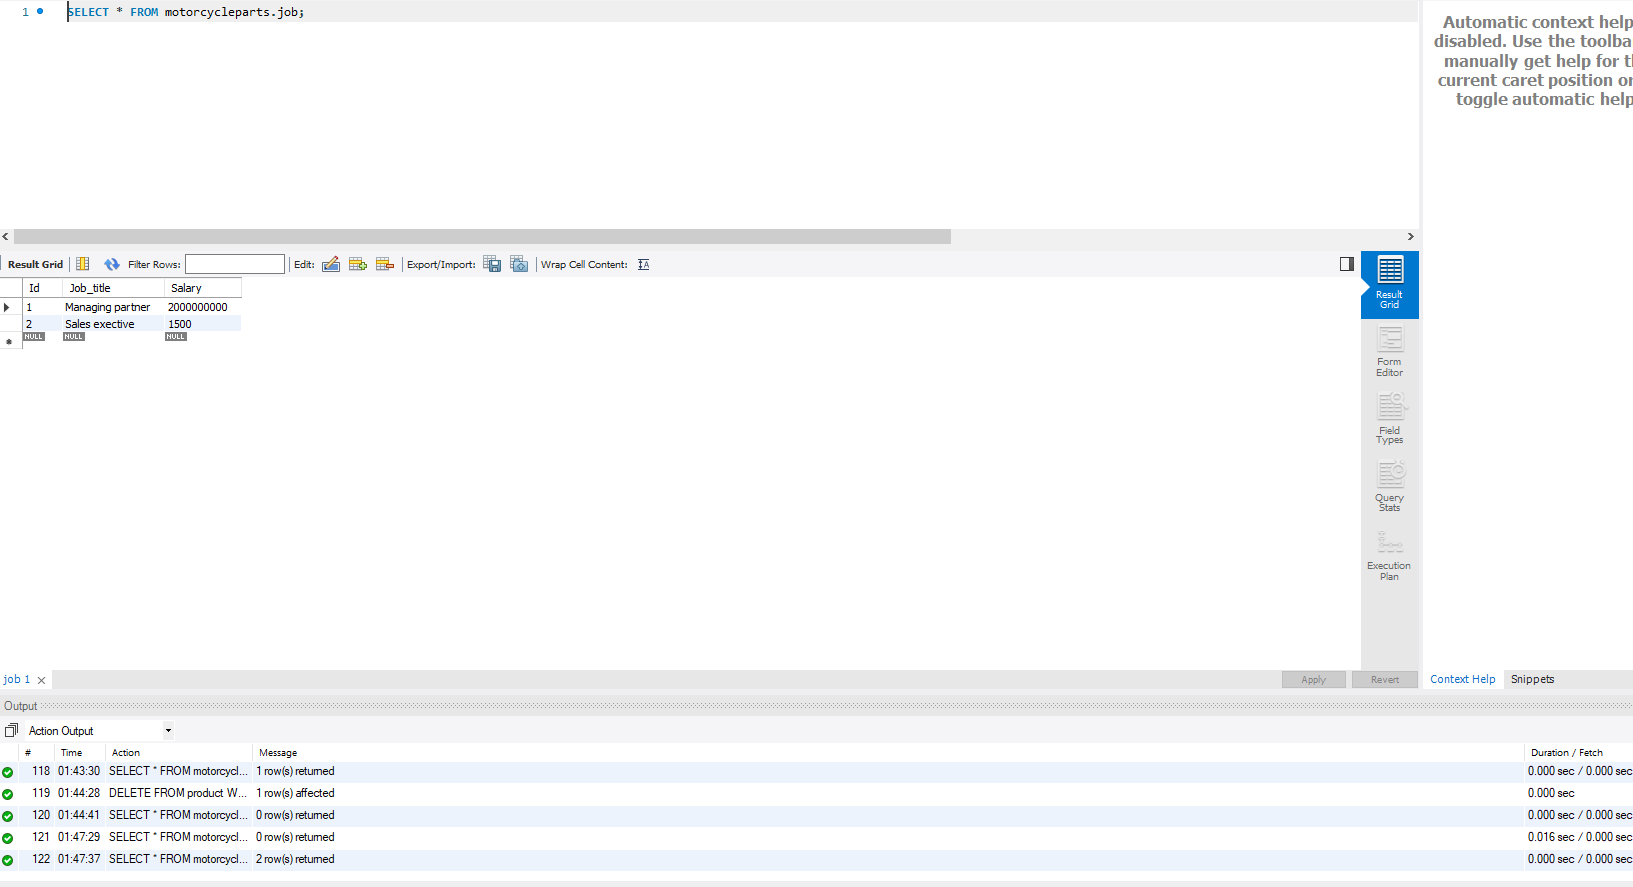 1 SELECT * FROM motorcycleparts.job;
Automatic context help
disabled. Use the toolba
manually get help for t
current caret position or
toggle automatic help
Result Grid Filter Rows: Edit: Export/Import: Wrap Cell Content:
Id Job_title Salary
1 Managing partner 2000000000
2 Sales exective 1500
NULL NULL NULL
Result
Grid
Form
Editor
Field
Types
Query
Stats
Execution
Plan
job 1 Apply Revert Context Help Snippets
Output
Action Output
# Time Action Message Duration / Fetch
118 01:43:30 SELECT * FROM motorcycl... 1 row(s) returned 0.000 sec / 0.000 sec
119 01:44:28 DELETE FROM product W... 1 row(s) affected 0.000 sec
120 01:44:41 SELECT * FROM motorcycl... 0 row(s) returned 0.000 sec / 0.000 sec
121 01:47:29 SELECT * FROM motorcycl... 0 row(s) returned 0.016 sec / 0.000 sec
122 01:47:37 SELECT * FROM motorcycl... 2 row(s) returned 0.000 sec / 0.000 sec